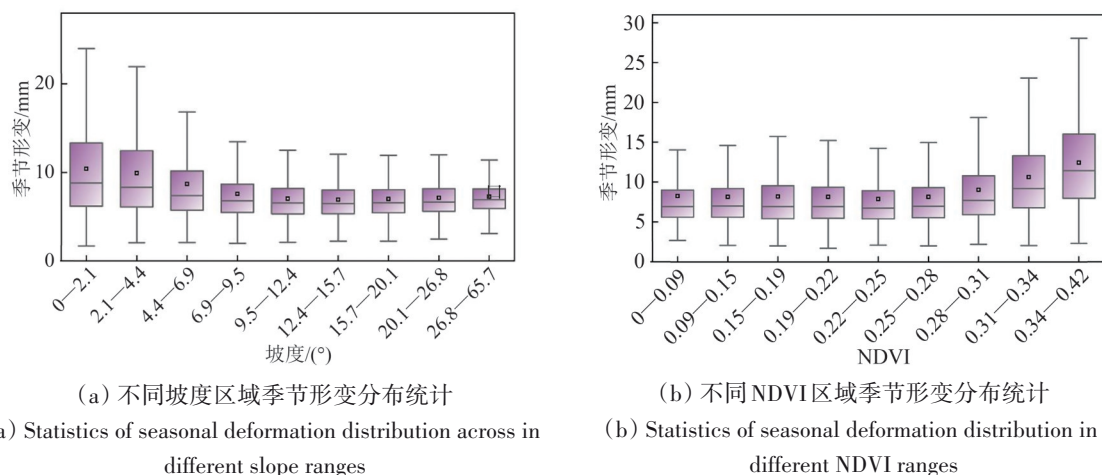 季节形变/mm
20
10
0
0—2.1
2.1—4.4
4.4—6.9
6.9—9.5
9.5—12.4
12.4—15.7
15.7—20.1
20.1—26.8
26.8—65.7
坡度/(°)
(a) 不同坡度区域季节形变分布统计
a) Statistics of seasonal deformation distribution across in
different slope ranges
季节形变/mm
30
25
20
15
10
5
0
0—0.09
0.09—0.15
0.15—0.19
0.19—0.22
0.22—0.25
0.25—0.28
0.28—0.31
0.31—0.34
0.34—0.42
NDVI
(b) 不同NDVI区域季节形变分布统计
(b) Statistics of seasonal deformation distribution in
different NDVI ranges